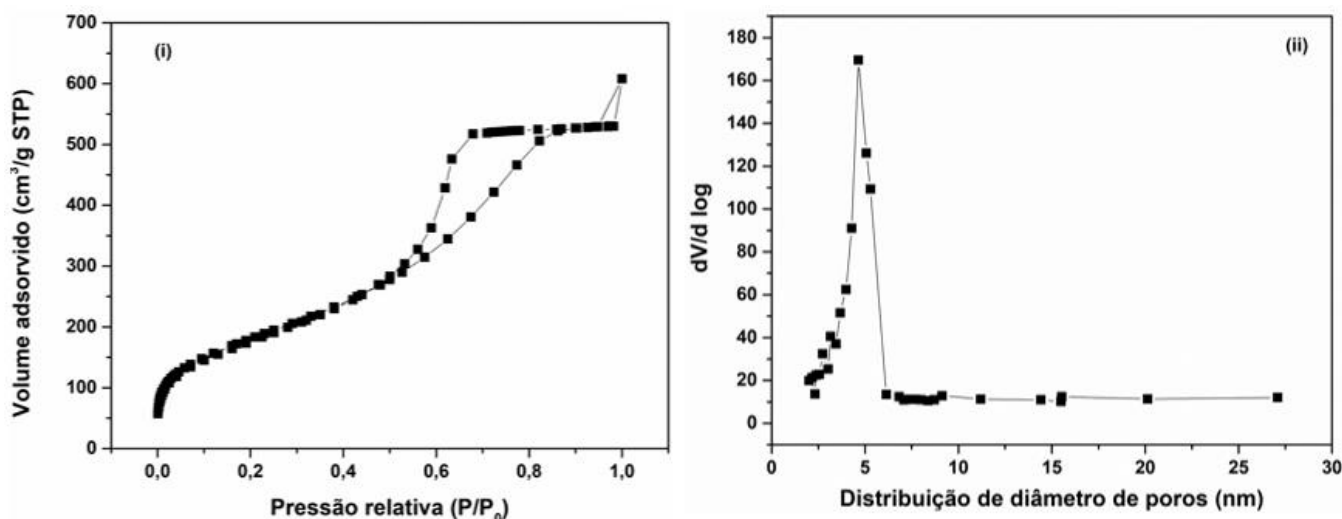 (i)
Volume adsorvido (cm³/g STP)
700
600
500
400
300
200
100
0
0,0 0,2 0,4 0,6 0,8 1,0
Pressão relativa (P/P₀)
(ii)
dV/d log
180
160
140
120
100
80
60
40
20
0
0 5 10 15 20 25 30
Distribuição de diâmetro de poros (nm)